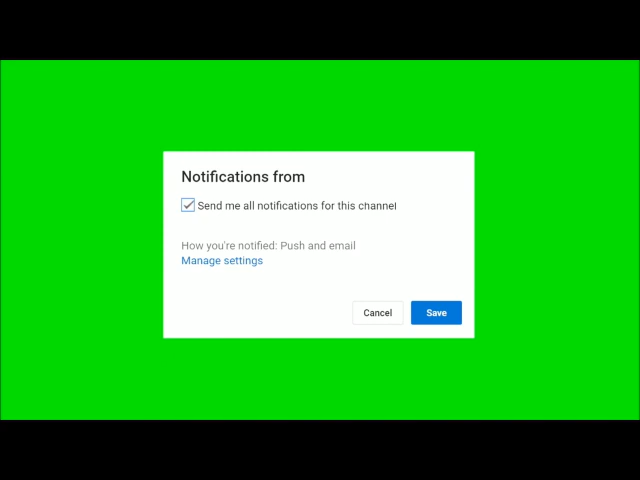 Notifications from
Send me all notifications for this channel
How you're notified: Push and email
Manage settings
Cancel
Save